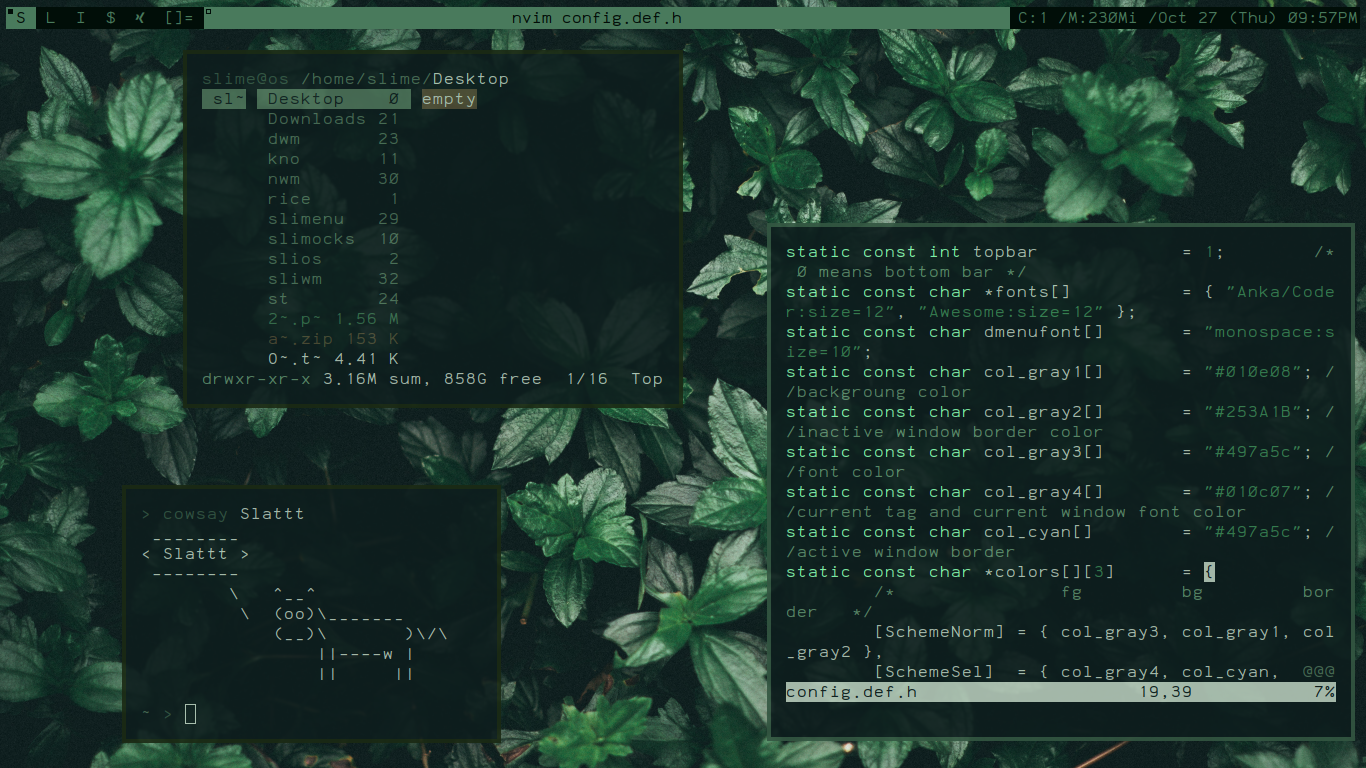 S L I $ []= nvim config.def.h C:1 /M:230Mi /Oct 27 (Thu) 09:57PM
slime@os /home/slime/Desktop
sl~ Desktop 0 empty
Downloads 21
dwm 23
kno 11
nwm 30
rice 1
slimenu 29
slimocks 10
slios 2
sliwm 32
st 24
2~.p~ 1.56 M
a~.zip 153 K
O~.t~ 4.41 K
drwxr-xr-x 3.16M sum, 858G free 1/16 Top
> cowsay Slattt
 --------
< Slattt >
 --------
        \   ^__^
         \  (oo)\_______
            (__)\       )\/\
                ||----w |
                ||     ||
~ >
static const int topbar = 1; /*
 0 means bottom bar */
static const char *fonts[] = { "Anka/Code
r:size=12", "Awesome:size=12" };
static const char dmenufont[] = "monospace:s
ize=10";
static const char col_gray1[] = "#010e08"; /
/backgroung color
static const char col_gray2[] = "#253A1B"; /
/inactive window border color
static const char col_gray3[] = "#497a5c"; /
/font color
static const char col_gray4[] = "#010c07"; /
/current tag and current window font color
static const char col_cyan[] = "#497a5c"; /
/active window border
static const char *colors[][3] = {
/* fg bg bor
der */
[SchemeNorm] = { col_gray3, col_gray1, col
_gray2 },
[SchemeSel] = { col_gray4, col_cyan, @@@
config.def.h 19,39 7%